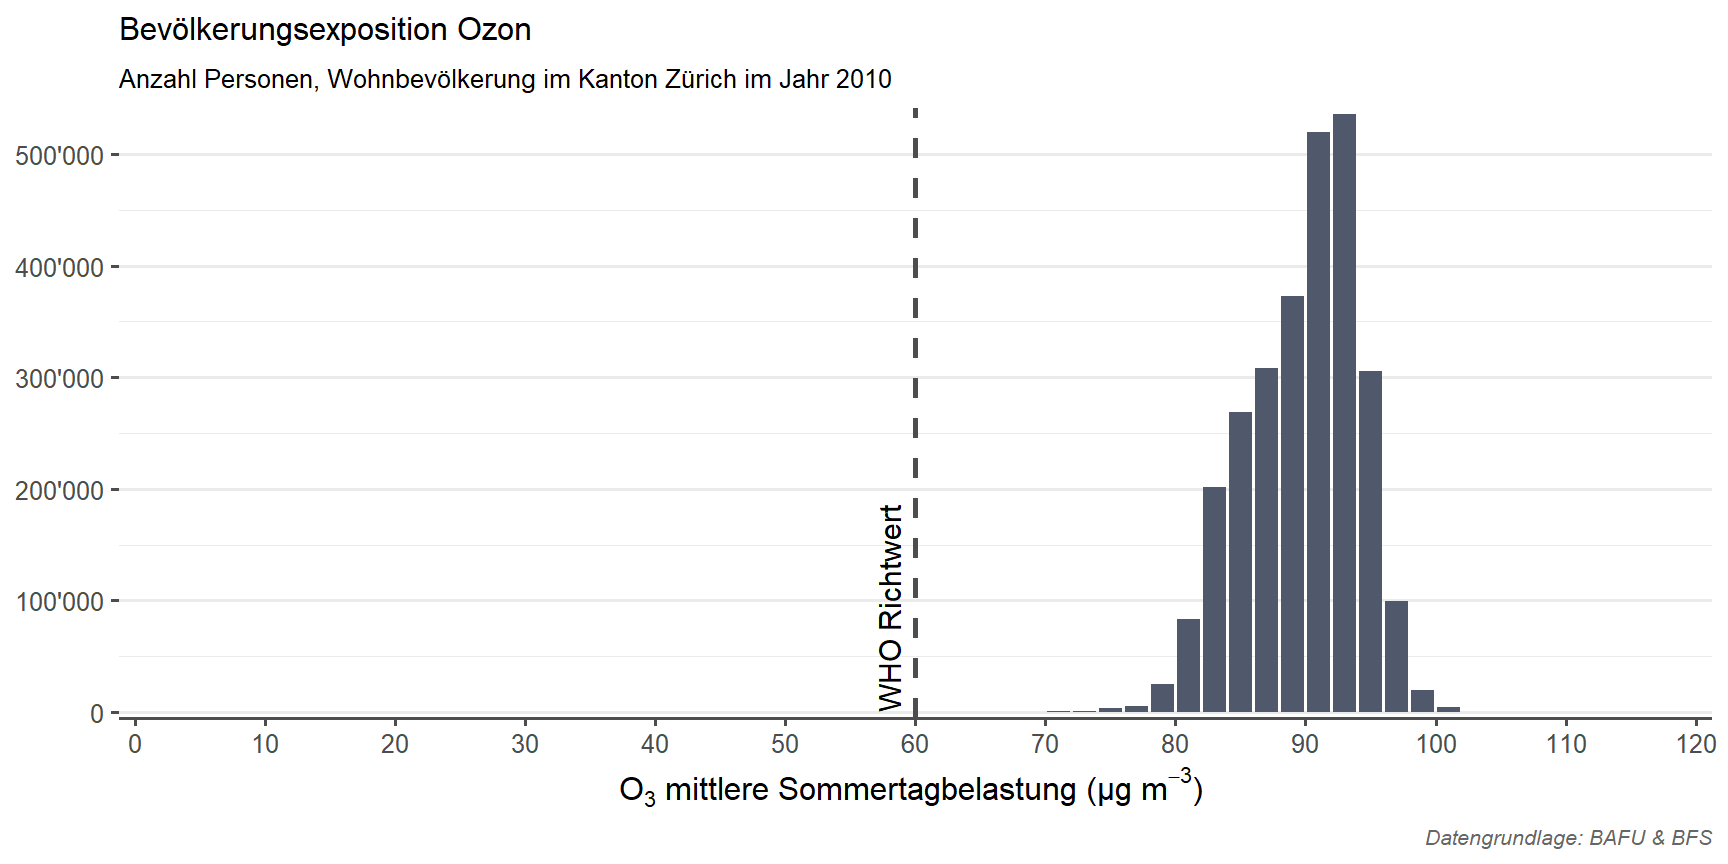 Bevölkerungsexposition Ozon
Anzahl Personen, Wohnbevölkerung im Kanton Zürich im Jahr 2010
500'000
400'000
300'000
200'000
100'000
0
WHO Richtwert
0 10 20 30 40 50 60 70 80 90 100 110 120
O₃ mittlere Sommertagbelastung (µg m⁻³)
Datengrundlage: BAFU & BFS